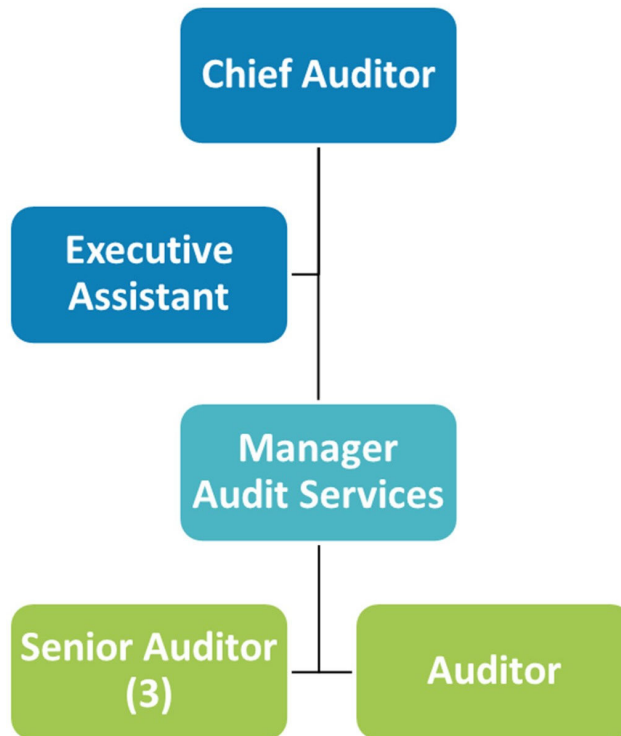 Chief Auditor
Executive
Assistant
Manager
Audit Services
Senior Auditor
(3)
Auditor